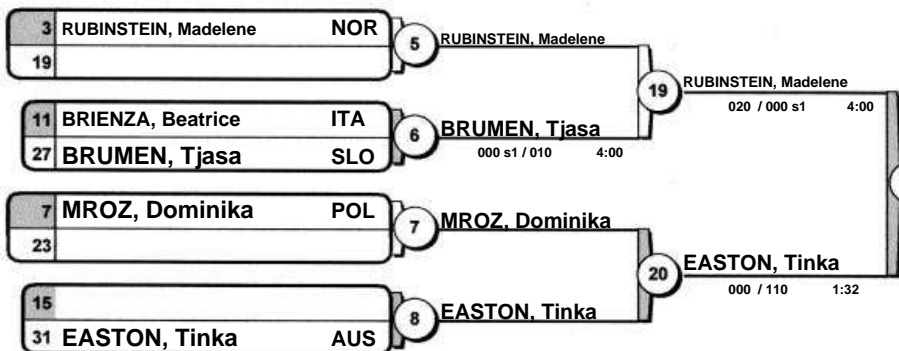 3 RUBINSTEIN, Madelene NOR
19
5
RUBINSTEIN, Madelene
11 BRIENZA, Beatrice ITA
27 BRUMEN, Tjasa SLO
6
BRUMEN, Tjasa
000 s1 / 010 4:00
19
RUBINSTEIN, Madelene
020 / 000 s1 4:00
7 MROZ, Dominika POL
23
7
MROZ, Dominika
15
31 EASTON, Tinka AUS
8
EASTON, Tinka
20
EASTON, Tinka
000 / 110 1:32